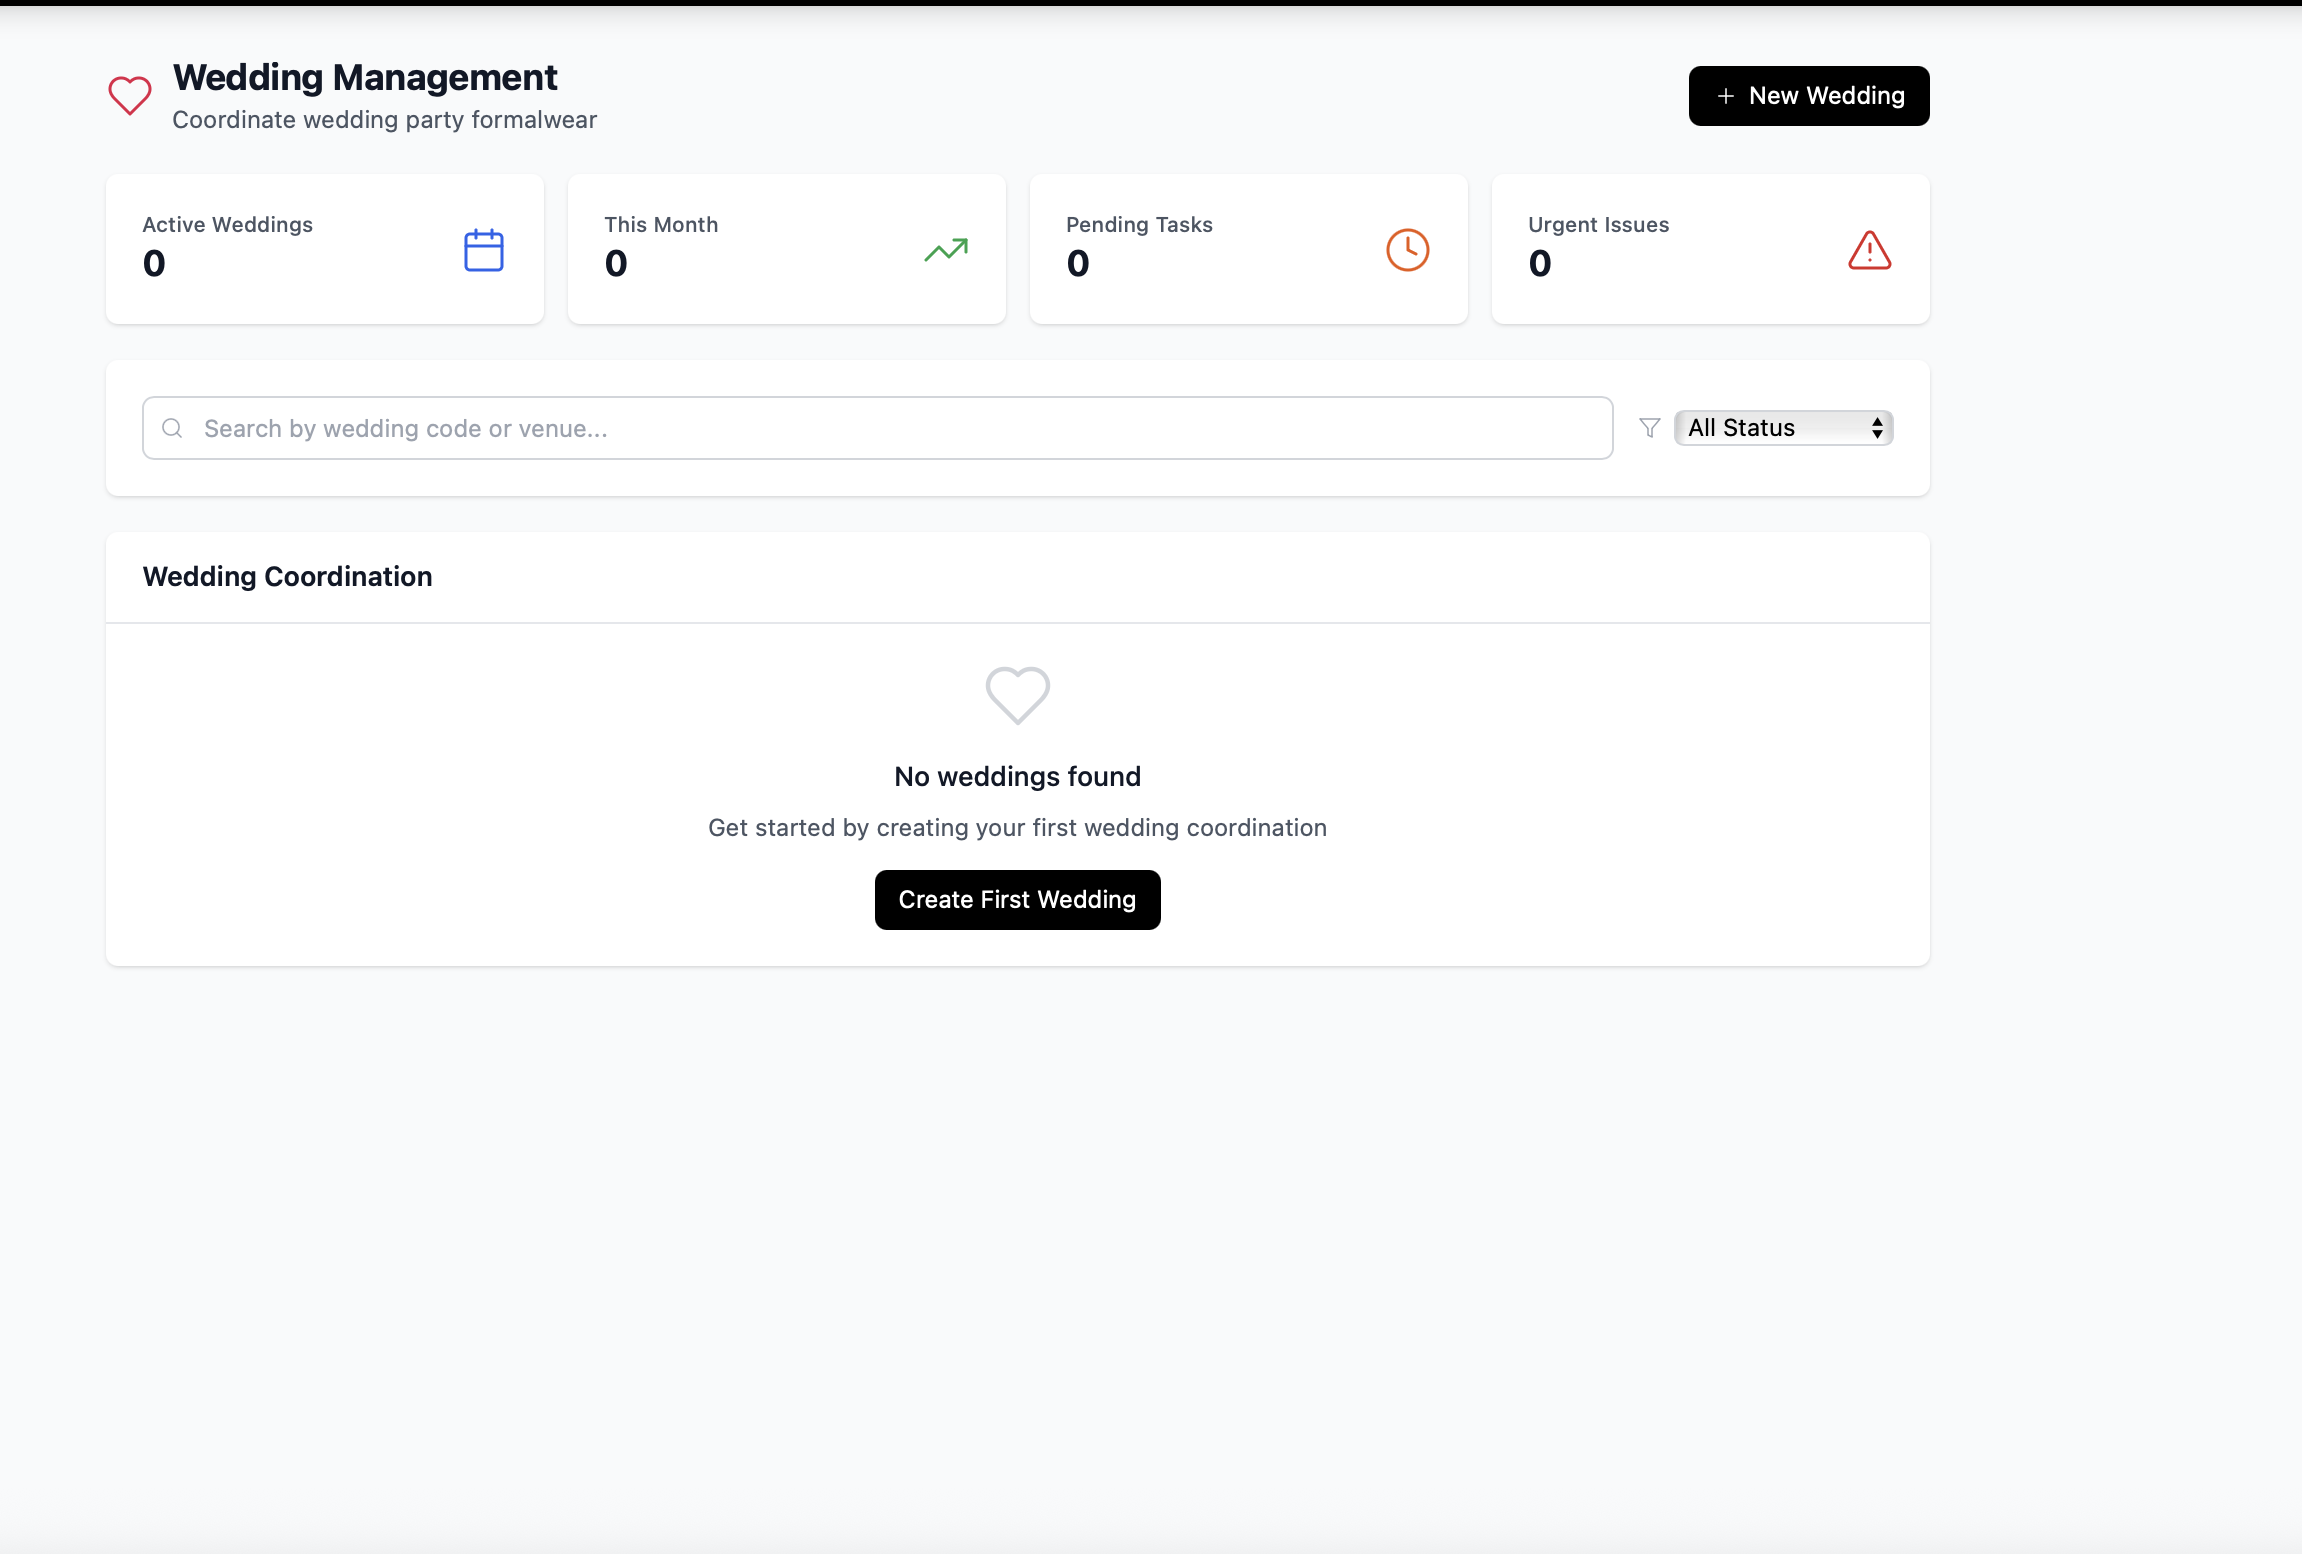 Wedding Management
Coordinate wedding party formalwear
New Wedding
Active Weddings
0
This Month
0
Pending Tasks
0
Urgent Issues
0
Search by wedding code or venue...
All Status
Wedding Coordination
No weddings found
Get started by creating your first wedding coordination
Create First Wedding